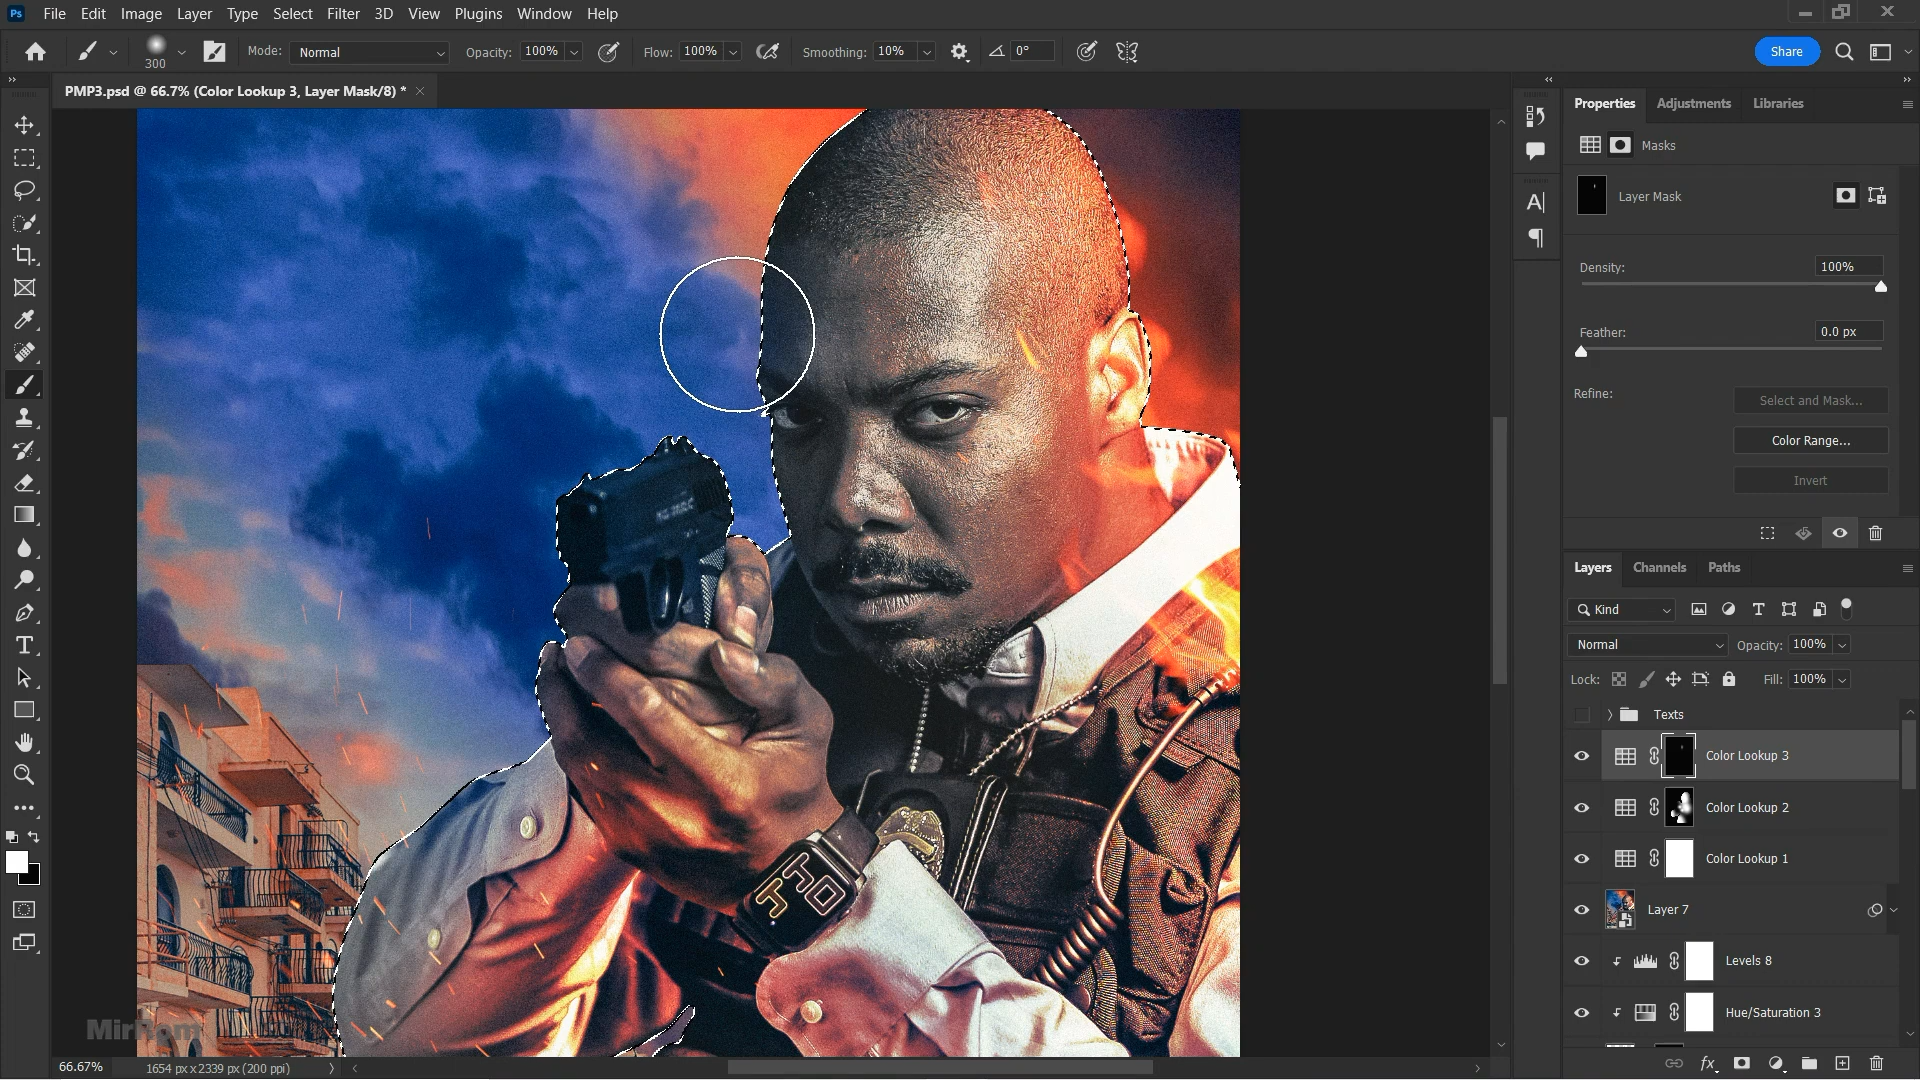 Ps File Edit Image Layer Type Select Filter 3D View Plugins Window Help
300 Mode: Normal Opacity: 100% Flow: 100% Smoothing: 10% 0° Share
PMP3.psd @ 66.7% (Color Lookup 3, Layer Mask/8) * ×
Properties Adjustments Libraries
Masks
Layer Mask
Density: 100%
Feather: 0.0 px
Refine: Select and Mask...
Color Range...
Invert
Layers Channels Paths
Kind
Normal Opacity: 100%
Lock: Fill: 100%
Texts
Color Lookup 3
Color Lookup 2
Color Lookup 1
Layer 7
Levels 8
Hue/Saturation 3
MirRom
66.67% 1654 px x 2339 px (200 ppi)